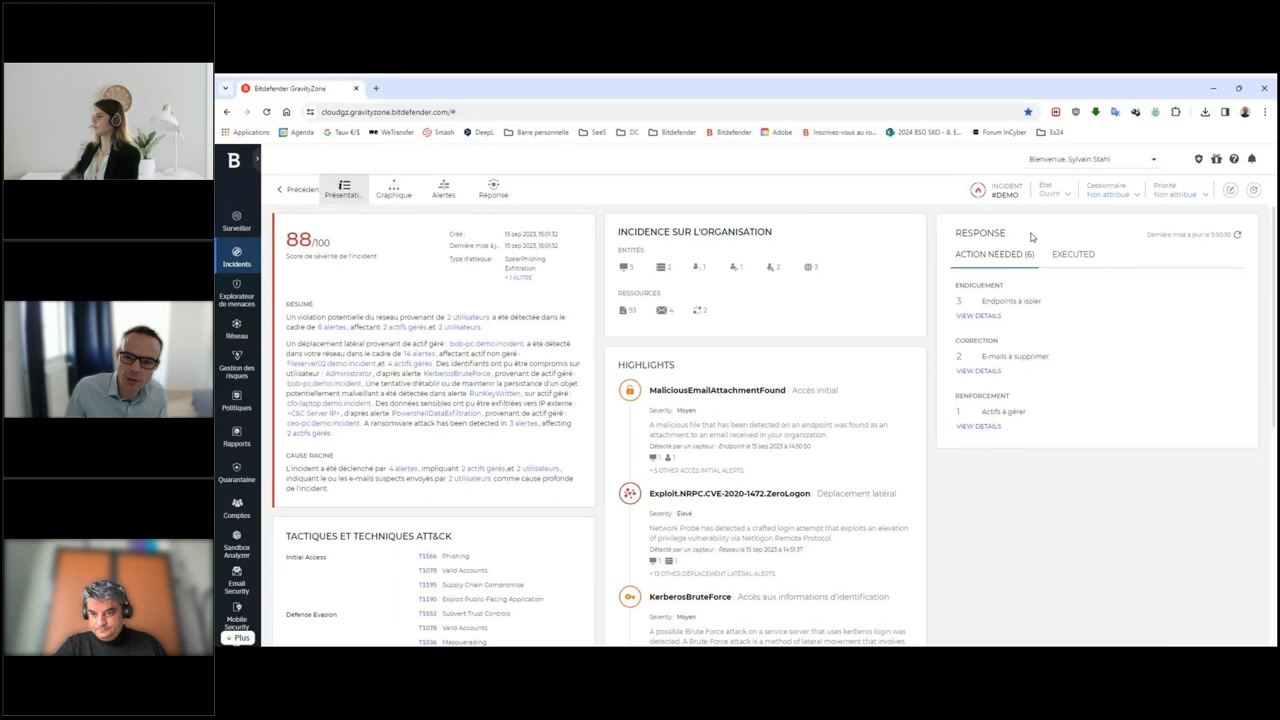 Bitdefender GravityZone
cloudgz.gravityzone.bitdefender.com/#
Applications
Agenda
Taux €/$
WeTransfer
Smash
DeepL
Barre personnelle
SeeS
DC
Bitdefender
Bitdefender
Adobe
Inscrivez-vous au ro...
2024 BSG SKO - 8. E...
Forum InCyber
Es24
B
Bienvenue, Sylvain Stahl
Précéden
Présentati...
Graphique
Alertes
Réponse
INCIDENT
#DEMO
État
Ouvrir
Cessionnaire
Non attribué
Priorité
Non attribué
Surveiller
Incidents
Explorateur
de menaces
Réseau
Gestion des
risques
Politiques
Rapports
Quarantaine
Comptes
Sandbox
Analyzer
Email
Security
Mobile
Security
Plus
88/100
Score de sévérité de l'incident
Créé :
15 sep 2023, 15:01:32
Dernière mise à j...
15 sep 2023, 15:01:32
Type d'attaque:
SpearPhishing
Exfiltration
+ 1 AUTRE
RÉSUMÉ
Un violation potentielle du réseau provenant de 2 utilisateurs a été détectée dans le
cadre de 6 alertes, affectant 2 actifs gérés,et 2 utilisateurs.
Un déplacement latéral provenant de actif géré : bob-pc.demo.incident a été détecté
dans votre réseau dans le cadre de 14 alertes, affectant actif non géré :
fileserver02.demo.incident,et 4 actifs gérés. Des identifiants ont pu être compromis sur
utilisateur : Administrator, d'après alerte KerberosBruteForce, provenant de actif géré :
bob-pc.demo.incident. Une tentative d'établir ou de maintenir la persistance d'un objet
potentiellement malveillant a été détectée dans alerte RunKeyWritten, sur actif géré :
cfo-laptop.demo.incident. Des données sensibles ont pu être exfiltrées vers IP externe :
<C&C Server IP>, d'après alerte PowershellDataExfiltration, provenant de actif géré :
ceo-pc.demo.incident. A ransomware attack has been detected in 3 alertes, affecting
2 actifs gérés.
CAUSE RACINE
L'incident a été déclenché par 4 alertes, impliquant 2 actifs gérés,et 2 utilisateurs,
indiquant le ou les e-mails suspects envoyés par 2 utilisateurs comme cause profonde
de l'incident.
TACTIQUES ET TECHNIQUES ATT&CK
Initial Access
T1566 Phishing
T1078 Valid Accounts
T1195 Supply Chain Compromise
T1190 Exploit Public-Facing Application
Defense Evasion
T1553 Subvert Trust Controls
T1078 Valid Accounts
T1036 Masquerading
INCIDENCE SUR L'ORGANISATION
ENTITÉS
5
2
1
1
2
3
RESSOURCES
93
4
2
HIGHLIGHTS
MaliciousEmailAttachmentFound Accès initial
Severity: Moyen
A malicious file that has been detected on an endpoint was found as an
attachment to an email received in your organization.
Détecté par un capteur : Endpoint le 15 sep 2023 à 14:50:50
1
1
+ 5 OTHER ACCÈS INITIAL ALERTS
Exploit.NRPC.CVE-2020-1472.ZeroLogon Déplacement latéral
Severity: Élevé
Network Probe has detected a crafted login attempt that exploits an elevation
of privilege vulnerability via Netlogon Remote Protocol.
Détecté par un capteur : Réseau le 15 sep 2023 à 14:51:37
1
1
+ 13 OTHER DÉPLACEMENT LATÉRAL ALERTS
KerberosBruteForce Accès aux informations d'identification
Severity: Moyen
A possible Brute Force attack on a service server that uses kerberos login was
detected. A Brute Force attack is a method of lateral movement that involves
RESPONSE
Dernière mise à jour le 11:50:50
ACTION NEEDED (6)
EXECUTED
ENDIGUEMENT
3 Endpoints à isoler
VIEW DETAILS
CORRECTION
2 E-mails à supprimer
VIEW DETAILS
RENFORCEMENT
1 Actifs à gérer
VIEW DETAILS